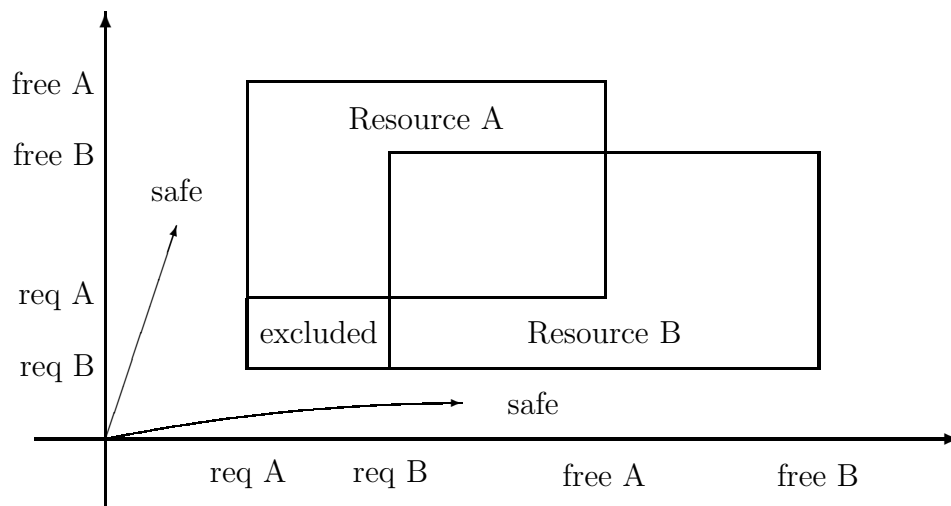 free A
Resource A
free B
safe
req A
excluded
Resource B
req B
safe
req A
req B
free A
free B